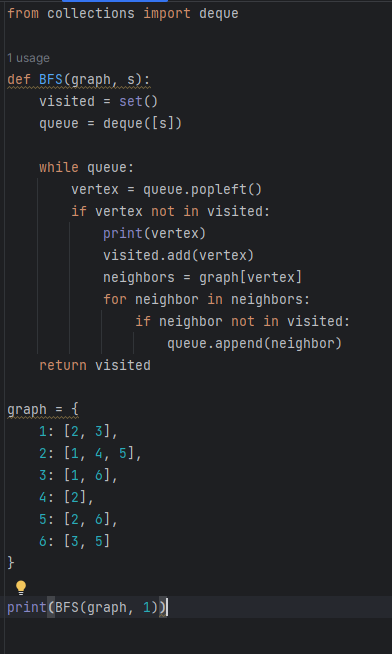 from collections import deque
1 usage
def BFS(graph, s):
    visited = set()
    queue = deque([s])
    while queue:
        vertex = queue.popleft()
        if vertex not in visited:
            print(vertex)
            visited.add(vertex)
            neighbors = graph[vertex]
            for neighbor in neighbors:
                if neighbor not in visited:
                    queue.append(neighbor)
    return visited
graph = {
    1: [2, 3],
    2: [1, 4, 5],
    3: [1, 6],
    4: [2],
    5: [2, 6],
    6: [3, 5]
}
print(BFS(graph, 1))